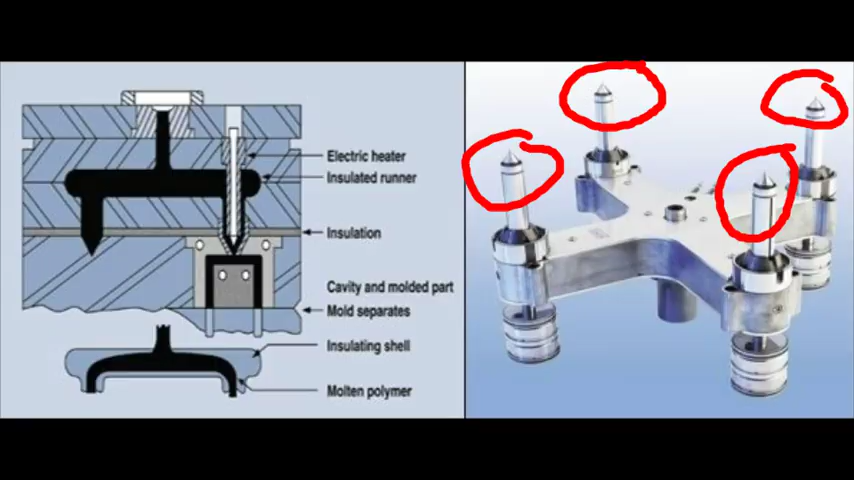 Electric heater
Insulated runner
Insulation
Cavity and molded part
Mold separates
Insulating shell
Molten polymer